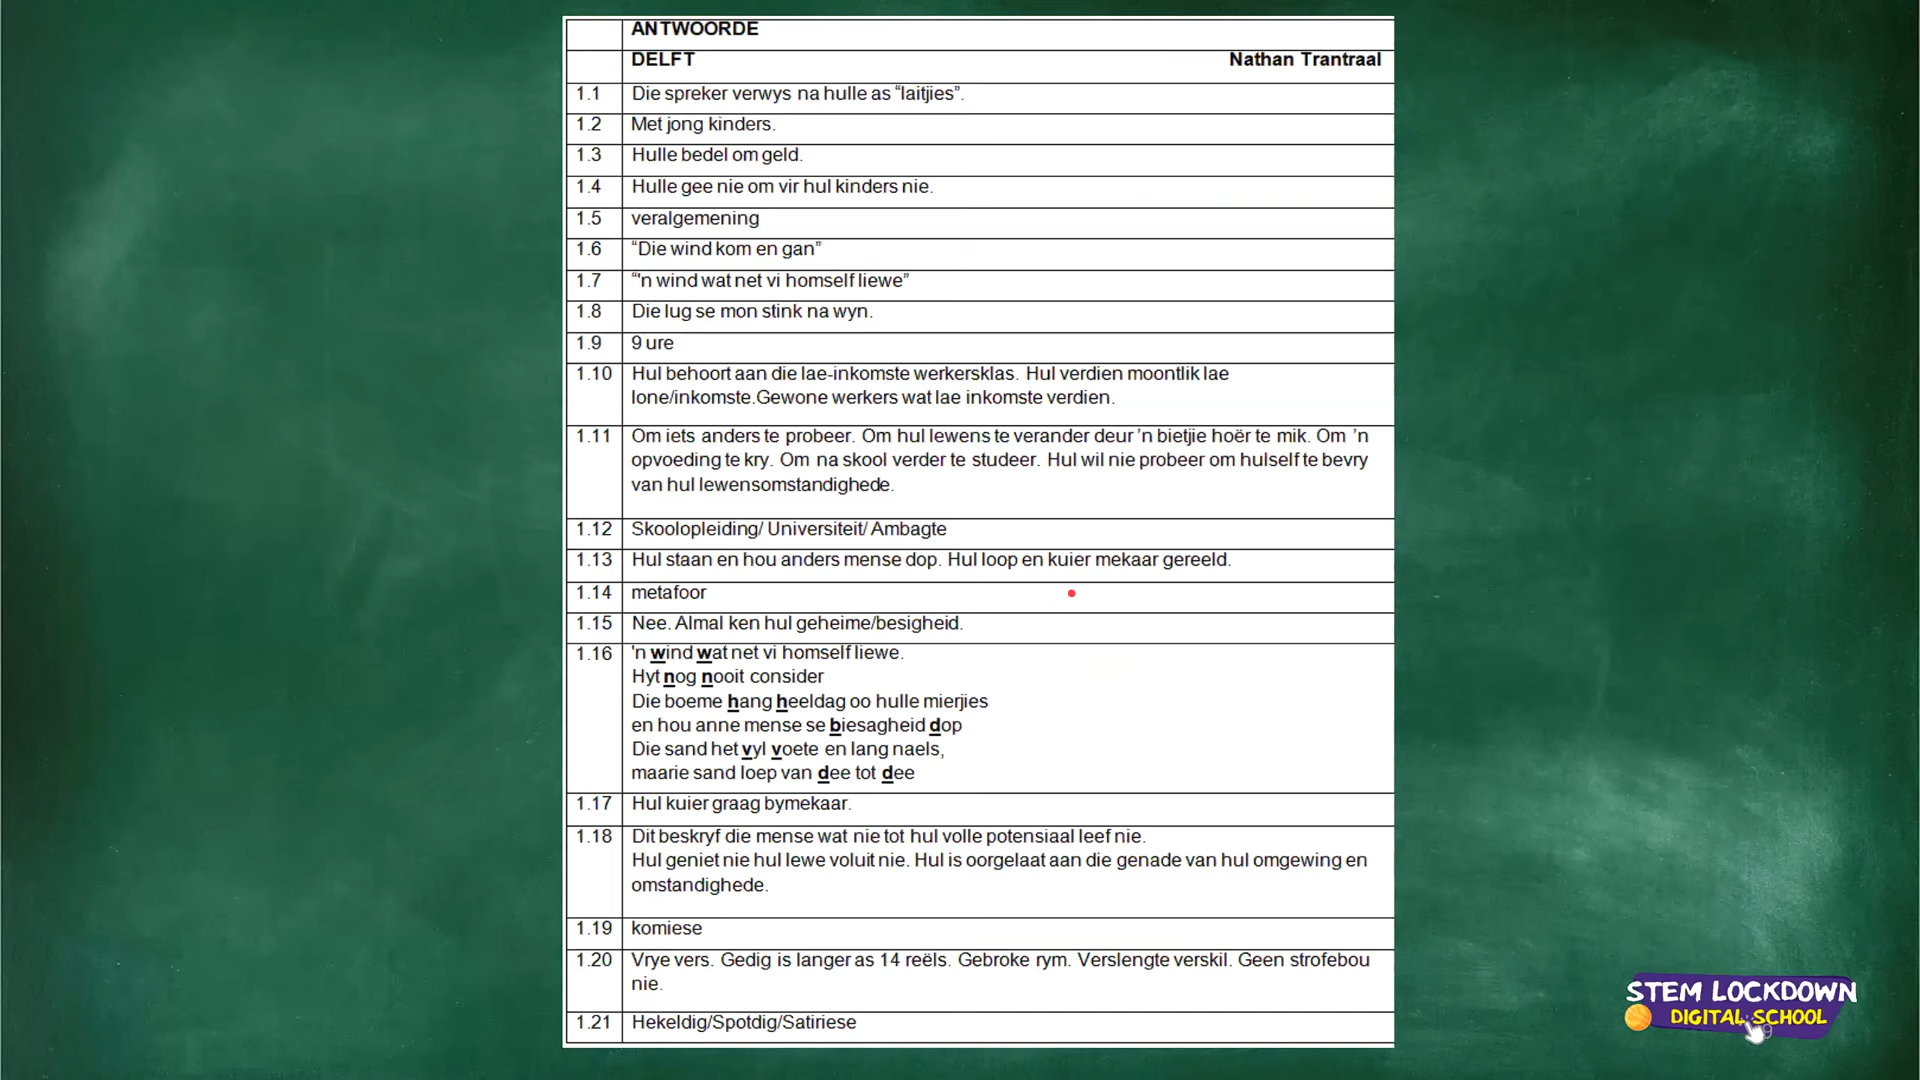 ANTWOORDE
DELFT Nathan Trantraal
1.1 Die spreker verwys na hulle as “laitjies”.
1.2 Met jong kinders.
1.3 Hulle bedel om geld.
1.4 Hulle gee nie om vir hul kinders nie.
1.5 veralgemening
1.6 “Die wind kom en gan”
1.7 “'n wind wat net vi homself liewe”
1.8 Die lug se mon stink na wyn.
1.9 9 ure
1.10 Hul behoort aan die lae-inkomste werkersklas. Hul verdien moontlik lae
lone/inkomste.Gewone werkers wat lae inkomste verdien.
1.11 Om iets anders te probeer. Om hul lewens te verander deur 'n bietjie hoër te mik. Om 'n
opvoeding te kry. Om na skool verder te studeer. Hul wil nie probeer om hulself te bevry
van hul lewensomstandighede.
1.12 Skoolopleiding/ Universiteit/ Ambagte
1.13 Hul staan en hou anders mense dop. Hul loop en kuier mekaar gereeld.
1.14 metafoor
1.15 Nee. Almal ken hul geheime/besigheid.
1.16 'n wind wat net vi homself liewe.
Hyt nog nooit consider
Die boeme hang heeldag oo hulle mierjies
en hou anne mense se biesagheid dop
Die sand het vyl voete en lang naels,
maarie sand loep van dee tot dee
1.17 Hul kuier graag bymekaar.
1.18 Dit beskryf die mense wat nie tot hul volle potensiaal leef nie.
Hul geniet nie hul lewe voluit nie. Hul is oorgelaat aan die genade van hul omgewing en
omstandighede.
1.19 komiese
1.20 Vrye vers. Gedig is langer as 14 reëls. Gebroke rym. Verslengte verskil. Geen strofebou
nie.
1.21 Hekeldig/Spotdig/Satiriese
STEM LOCKDOWN
DIGITAL SCHOOL